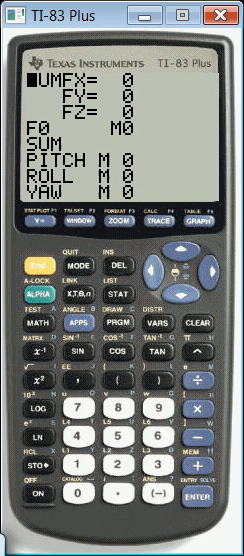 TI-83 Plus
TEXAS INSTRUMENTS TI-83 Plus
UMFX= 0
FY= 0
FZ= 0
F0 M0
SUM
PITCH M 0
ROLL M 0
YAW M 0
STAT PLOT F1 TBLSET F2 FORMAT F3 CALC F4 TABLE F5
Y= WINDOW ZOOM TRACE GRAPH
QUIT INS
2nd MODE DEL
A-LOCK LINK LIST
ALPHA X,T,θ,n STAT
TEST A ANGLE B DRAW C DISTR
MATH APPS PRGM VARS CLEAR
MATRX D SIN⁻¹ E COS⁻¹ F TAN⁻¹ G π H
x⁻¹ SIN COS TAN ^
√ I EE J { K } L e M
x² , ( ) ÷
10ˣ N u O v P w Q [ R
LOG 7 8 9 ×
eˣ S L4 T L5 U L6 V ] W
LN 4 5 6 −
RCL X L1 Y L2 Z L3 θ MEM "
STO▸ 1 2 3 +
OFF CATALOG i ANS ? ENTRY SOLVE
ON 0 . (−) ENTER